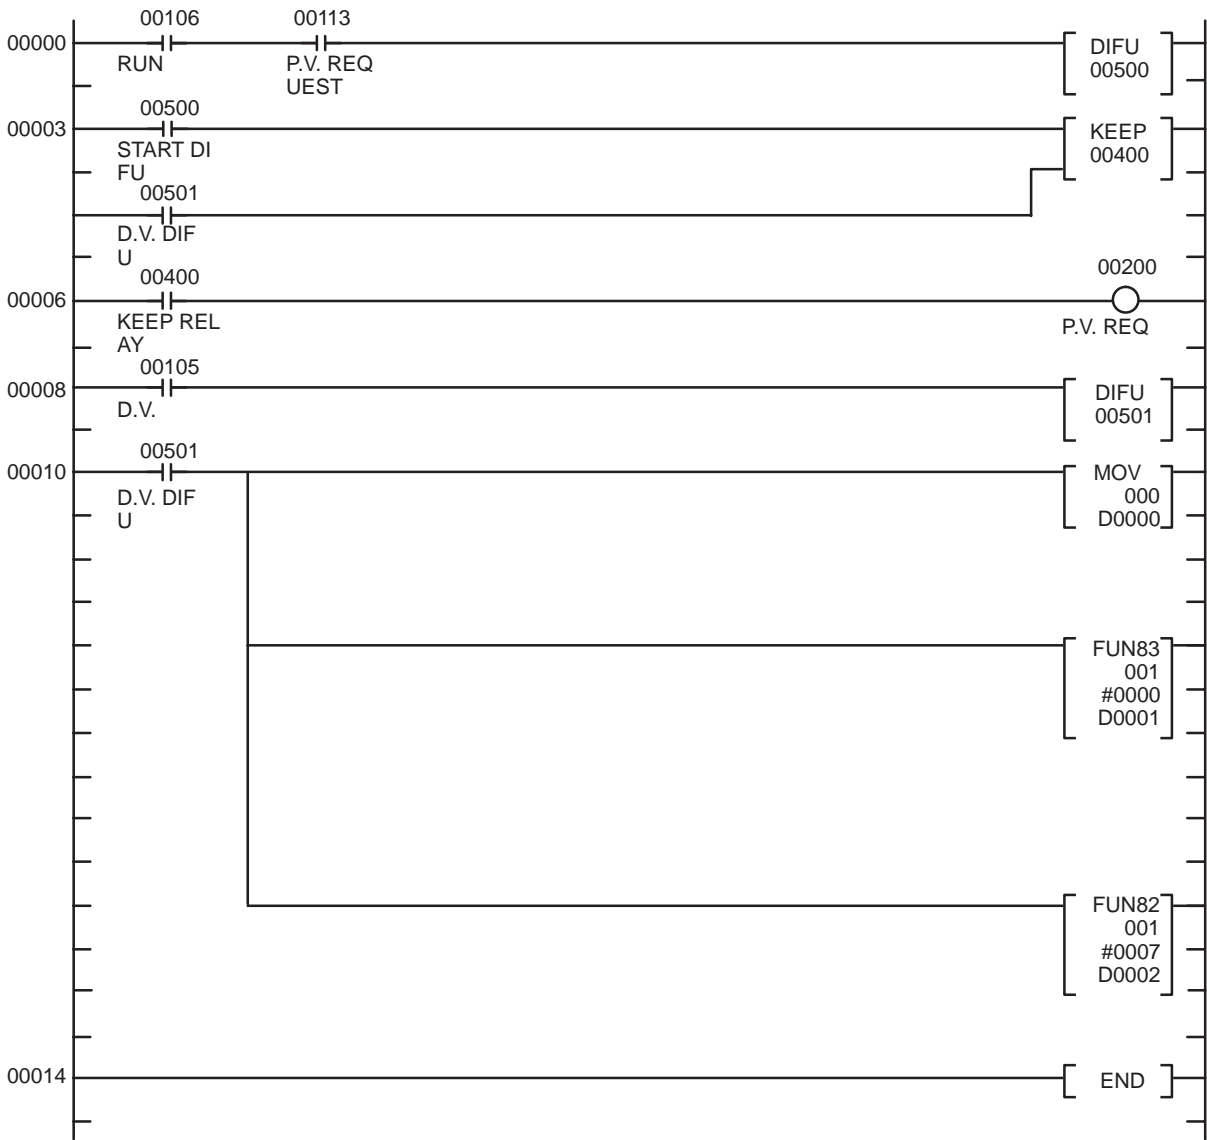 00106 00113
00000
RUN P.V. REQ
UEST
DIFU
00500
00500
00003
START DI
FU
KEEP
00400
00501
D.V. DIF
U
00400
00200
00006
KEEP REL
AY
P.V. REQ
00105
00008
D.V.
DIFU
00501
00501
00010
D.V. DIF
U
MOV
000
D0000
FUN83
001
#0000
D0001
FUN82
001
#0007
D0002
00014
END